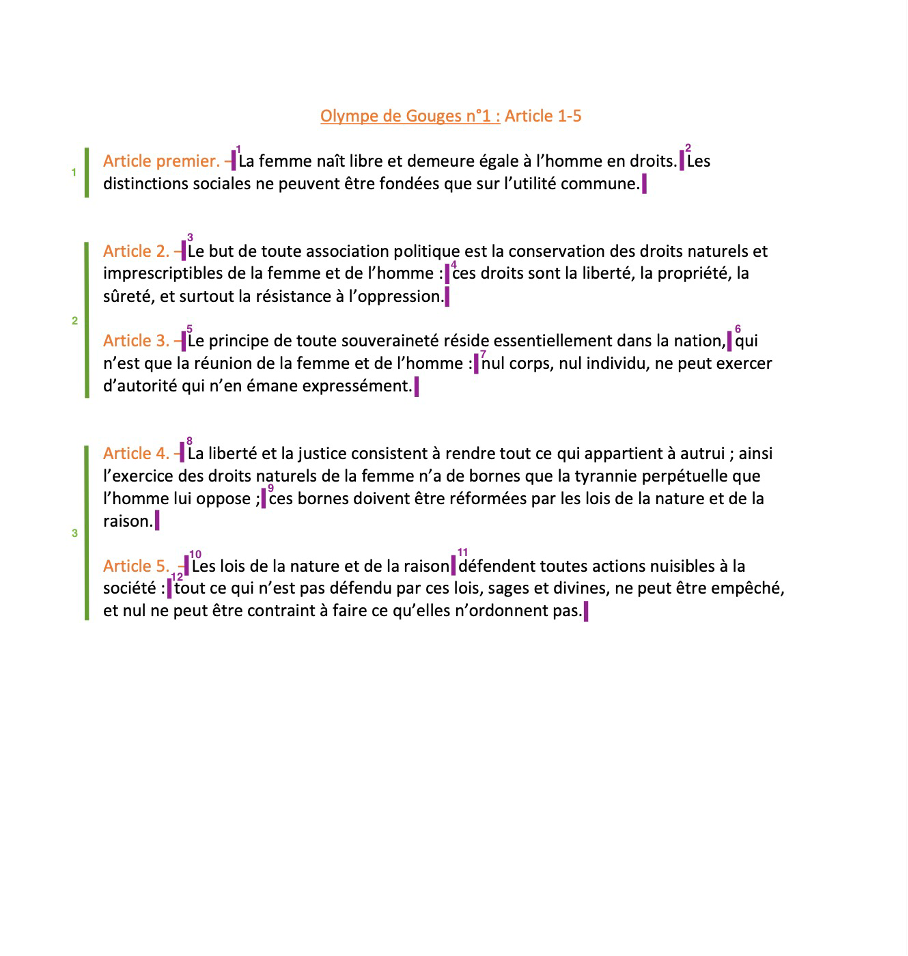 Olympe de Gouges n°1 : Article 1-5
1 Article premier. – 1 La femme naît libre et demeure égale à l’homme en droits. 2 Les
distinctions sociales ne peuvent être fondées que sur l’utilité commune.
Article 2. – 3 Le but de toute association politique est la conservation des droits naturels et
imprescriptibles de la femme et de l’homme : 4 ces droits sont la liberté, la propriété, la
sûreté, et surtout la résistance à l’oppression.
2
Article 3. – 5 Le principe de toute souveraineté réside essentiellement dans la nation, 6 qui
n’est que la réunion de la femme et de l’homme : 7 nul corps, nul individu, ne peut exercer
d’autorité qui n’en émane expressément.
Article 4. – 8 La liberté et la justice consistent à rendre tout ce qui appartient à autrui ; ainsi
l’exercice des droits naturels de la femme n’a de bornes que la tyrannie perpétuelle que
l’homme lui oppose ; 9 ces bornes doivent être réformées par les lois de la nature et de la
raison.
3
Article 5. – 10 Les lois de la nature et de la raison 11 défendent toutes actions nuisibles à la
société : 12 tout ce qui n’est pas défendu par ces lois, sages et divines, ne peut être empêché,
et nul ne peut être contraint à faire ce qu’elles n’ordonnent pas.